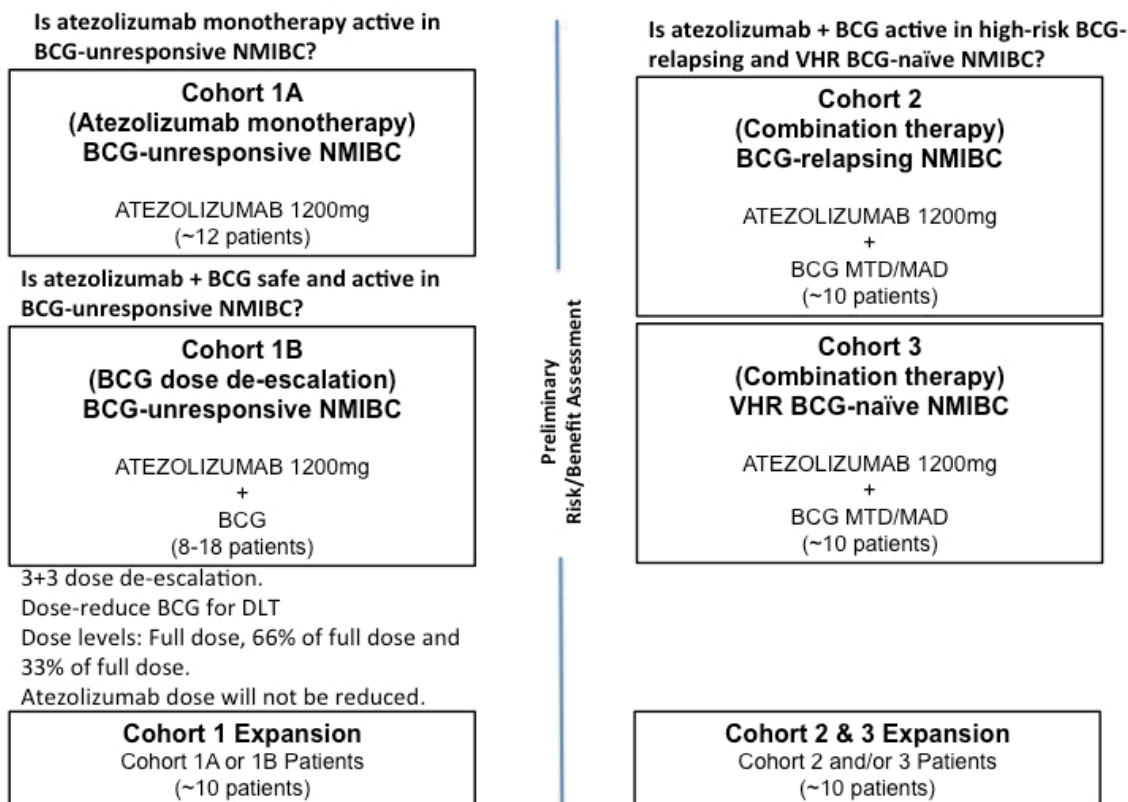 Is atezolizumab monotherapy active in
BCG-unresponsive NMIBC?
Cohort 1A
(Atezolizumab monotherapy)
BCG-unresponsive NMIBC
ATEZOLIZUMAB 1200mg
(~12 patients)
Is atezolizumab + BCG safe and active in
BCG-unresponsive NMIBC?
Cohort 1B
(BCG dose de-escalation)
BCG-unresponsive NMIBC
ATEZOLIZUMAB 1200mg
+
BCG
(8-18 patients)
3+3 dose de-escalation.
Dose-reduce BCG for DLT
Dose levels: Full dose, 66% of full dose and
33% of full dose.
Atezolizumab dose will not be reduced.
Cohort 1 Expansion
Cohort 1A or 1B Patients
(~10 patients)
Preliminary
Risk/Benefit Assessment
Is atezolizumab + BCG active in high-risk BCG-
relapsing and VHR BCG-naïve NMIBC?
Cohort 2
(Combination therapy)
BCG-relapsing NMIBC
ATEZOLIZUMAB 1200mg
+
BCG MTD/MAD
(~10 patients)
Cohort 3
(Combination therapy)
VHR BCG-naïve NMIBC
ATEZOLIZUMAB 1200mg
+
BCG MTD/MAD
(~10 patients)
Cohort 2 & 3 Expansion
Cohort 2 and/or 3 Patients
(~10 patients)